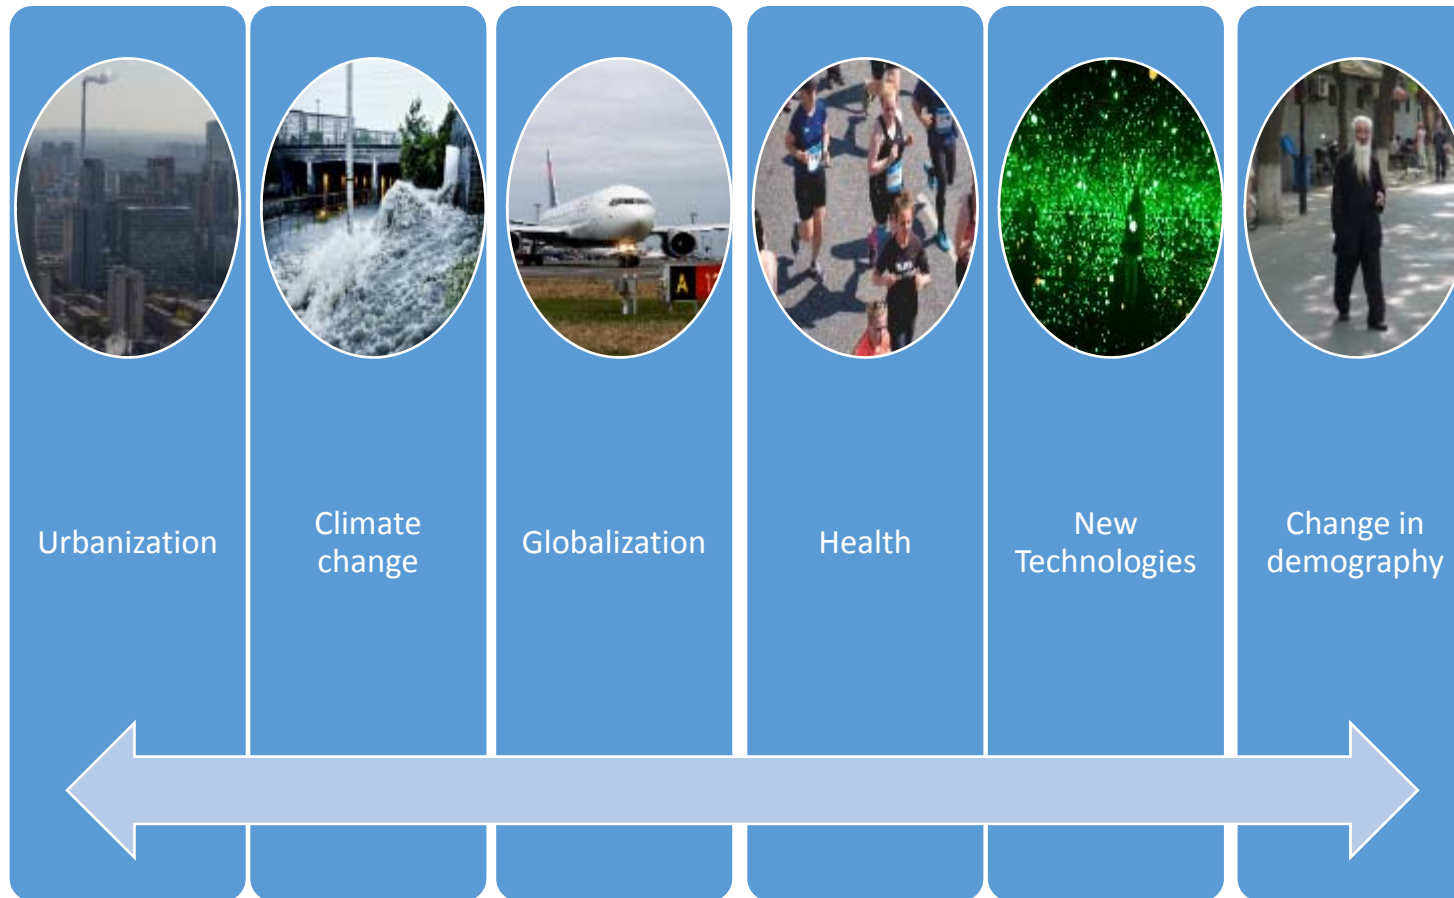 A
Urbanization
Climate
change
Globalization
Health
New
Technologies
Change in
demography